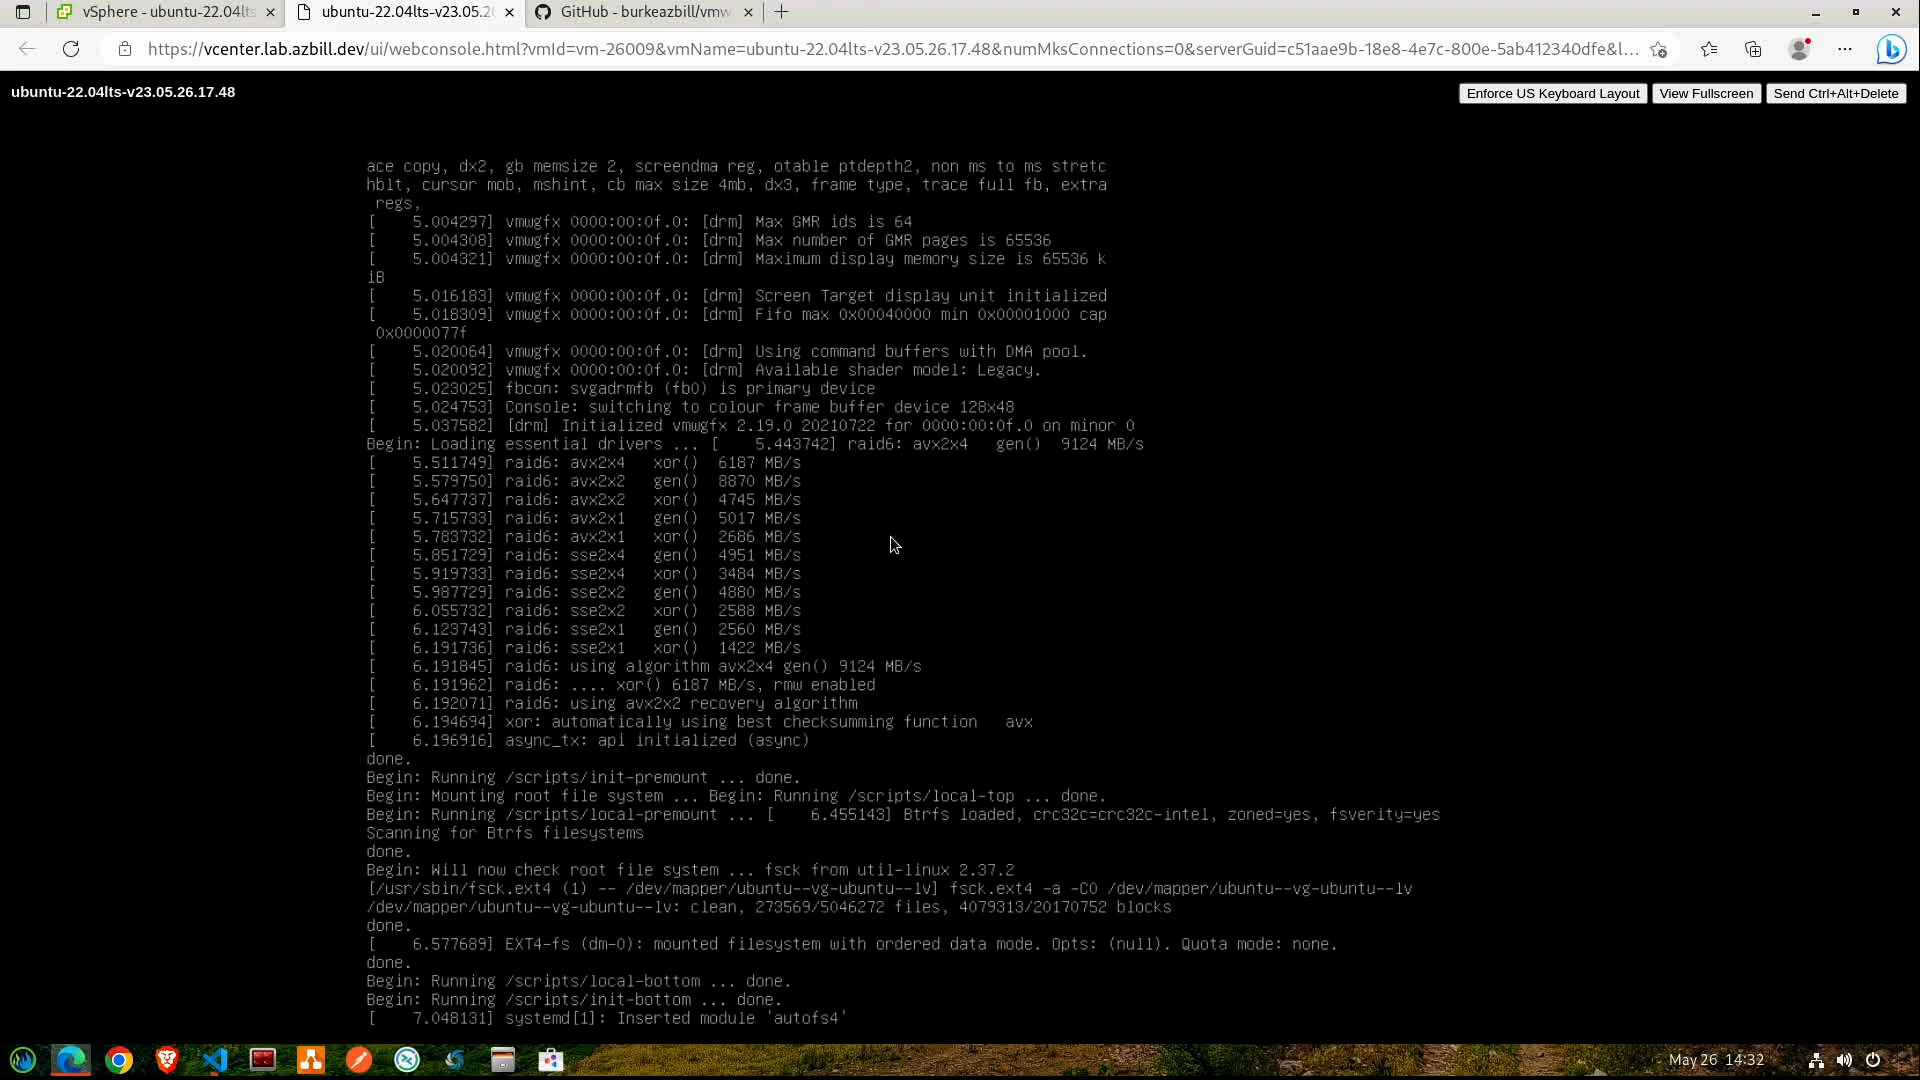 vSphere - ubuntu-22.04lts
ubuntu-22.04lts-v23.05.2
GitHub - burkeazbill/vmw
https://vcenter.lab.azbill.dev/ui/webconsole.html?vmId=vm-26009&vmName=ubuntu-22.04lts-v23.05.26.17.48&numMksConnections=0&serverGuid=c51aae9b-18e8-4e7c-800e-5ab412340dfe&l...
ubuntu-22.04lts-v23.05.26.17.48
Enforce US Keyboard Layout
View Fullscreen
Send Ctrl+Alt+Delete
ace copy, dx2, gb memsize 2, screendma reg, otable ptdepth2, non ms to ms stretc
hblt, cursor mob, mshint, cb max size 4mb, dx3, frame type, trace full fb, extra
regs,
[    5.004297] vmwgfx 0000:00:0f.0: [drm] Max GMR ids is 64
[    5.004308] vmwgfx 0000:00:0f.0: [drm] Max number of GMR pages is 65536
[    5.004321] vmwgfx 0000:00:0f.0: [drm] Maximum display memory size is 65536 k
iB
[    5.016183] vmwgfx 0000:00:0f.0: [drm] Screen Target display unit initialized
[    5.018309] vmwgfx 0000:00:0f.0: [drm] Fifo max 0x00040000 min 0x00001000 cap
0x0000077f
[    5.020064] vmwgfx 0000:00:0f.0: [drm] Using command buffers with DMA pool.
[    5.020092] vmwgfx 0000:00:0f.0: [drm] Available shader model: Legacy.
[    5.023025] fbcon: svgadrmfb (fb0) is primary device
[    5.024753] Console: switching to colour frame buffer device 128x48
[    5.037582] [drm] Initialized vmwgfx 2.19.0 20210722 for 0000:00:0f.0 on minor 0
Begin: Loading essential drivers ... [    5.443742] raid6: avx2x4   gen()  9124 MB/s
[    5.511749] raid6: avx2x4   xor()  6187 MB/s
[    5.579750] raid6: avx2x2   gen()  8870 MB/s
[    5.647737] raid6: avx2x2   xor()  4745 MB/s
[    5.715733] raid6: avx2x1   gen()  5017 MB/s
[    5.783732] raid6: avx2x1   xor()  2686 MB/s
[    5.851729] raid6: sse2x4   gen()  4951 MB/s
[    5.919733] raid6: sse2x4   xor()  3484 MB/s
[    5.987729] raid6: sse2x2   gen()  4880 MB/s
[    6.055732] raid6: sse2x2   xor()  2588 MB/s
[    6.123743] raid6: sse2x1   gen()  2560 MB/s
[    6.191736] raid6: sse2x1   xor()  1422 MB/s
[    6.191845] raid6: using algorithm avx2x4 gen() 9124 MB/s
[    6.191962] raid6: .... xor() 6187 MB/s, rmw enabled
[    6.192071] raid6: using avx2x2 recovery algorithm
[    6.194694] xor: automatically using best checksumming function   avx
[    6.196916] async_tx: api initialized (async)
done.
Begin: Running /scripts/init-premount ... done.
Begin: Mounting root file system ... Begin: Running /scripts/local-top ... done.
Begin: Running /scripts/local-premount ... [    6.455143] Btrfs loaded, crc32c=crc32c-intel, zoned=yes, fsverity=yes
Scanning for Btrfs filesystems
done.
Begin: Will now check root file system ... fsck from util-linux 2.37.2
[/usr/sbin/fsck.ext4 (1) -- /dev/mapper/ubuntu--vg-ubuntu--lv] fsck.ext4 -a -C0 /dev/mapper/ubuntu--vg-ubuntu--lv
/dev/mapper/ubuntu--vg-ubuntu--lv: clean, 273569/5046272 files, 4079313/20170752 blocks
done.
[    6.577689] EXT4-fs (dm-0): mounted filesystem with ordered data mode. Opts: (null). Quota mode: none.
done.
Begin: Running /scripts/local-bottom ... done.
Begin: Running /scripts/init-bottom ... done.
[    7.048131] systemd[1]: Inserted module 'autofs4'
May 26  14:32